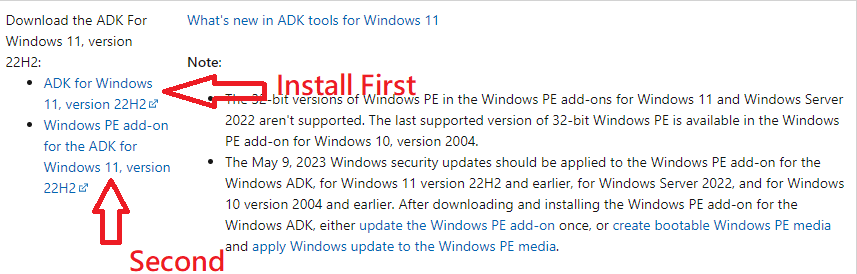 Download the ADK For
Windows 11, version
22H2:
ADK for Windows
11, version 22H2
Windows PE add-on
for the ADK for
Windows 11, version
22H2
What's new in ADK tools for Windows 11
Note:
The 32-bit versions of Windows PE in the Windows PE add-ons for Windows 11 and Windows Server
2022 aren't supported. The last supported version of 32-bit Windows PE is available in the Windows
PE add-on for Windows 10, version 2004.
The May 9, 2023 Windows security updates should be applied to the Windows PE add-on for the
Windows ADK, for Windows 11 version 22H2 and earlier, for Windows Server 2022, and for Windows
10 version 2004 and earlier. After downloading and installing the Windows PE add-on for the
Windows ADK, either update the Windows PE add-on once, or create bootable Windows PE media
and apply Windows update to the Windows PE media.
Install First
Second